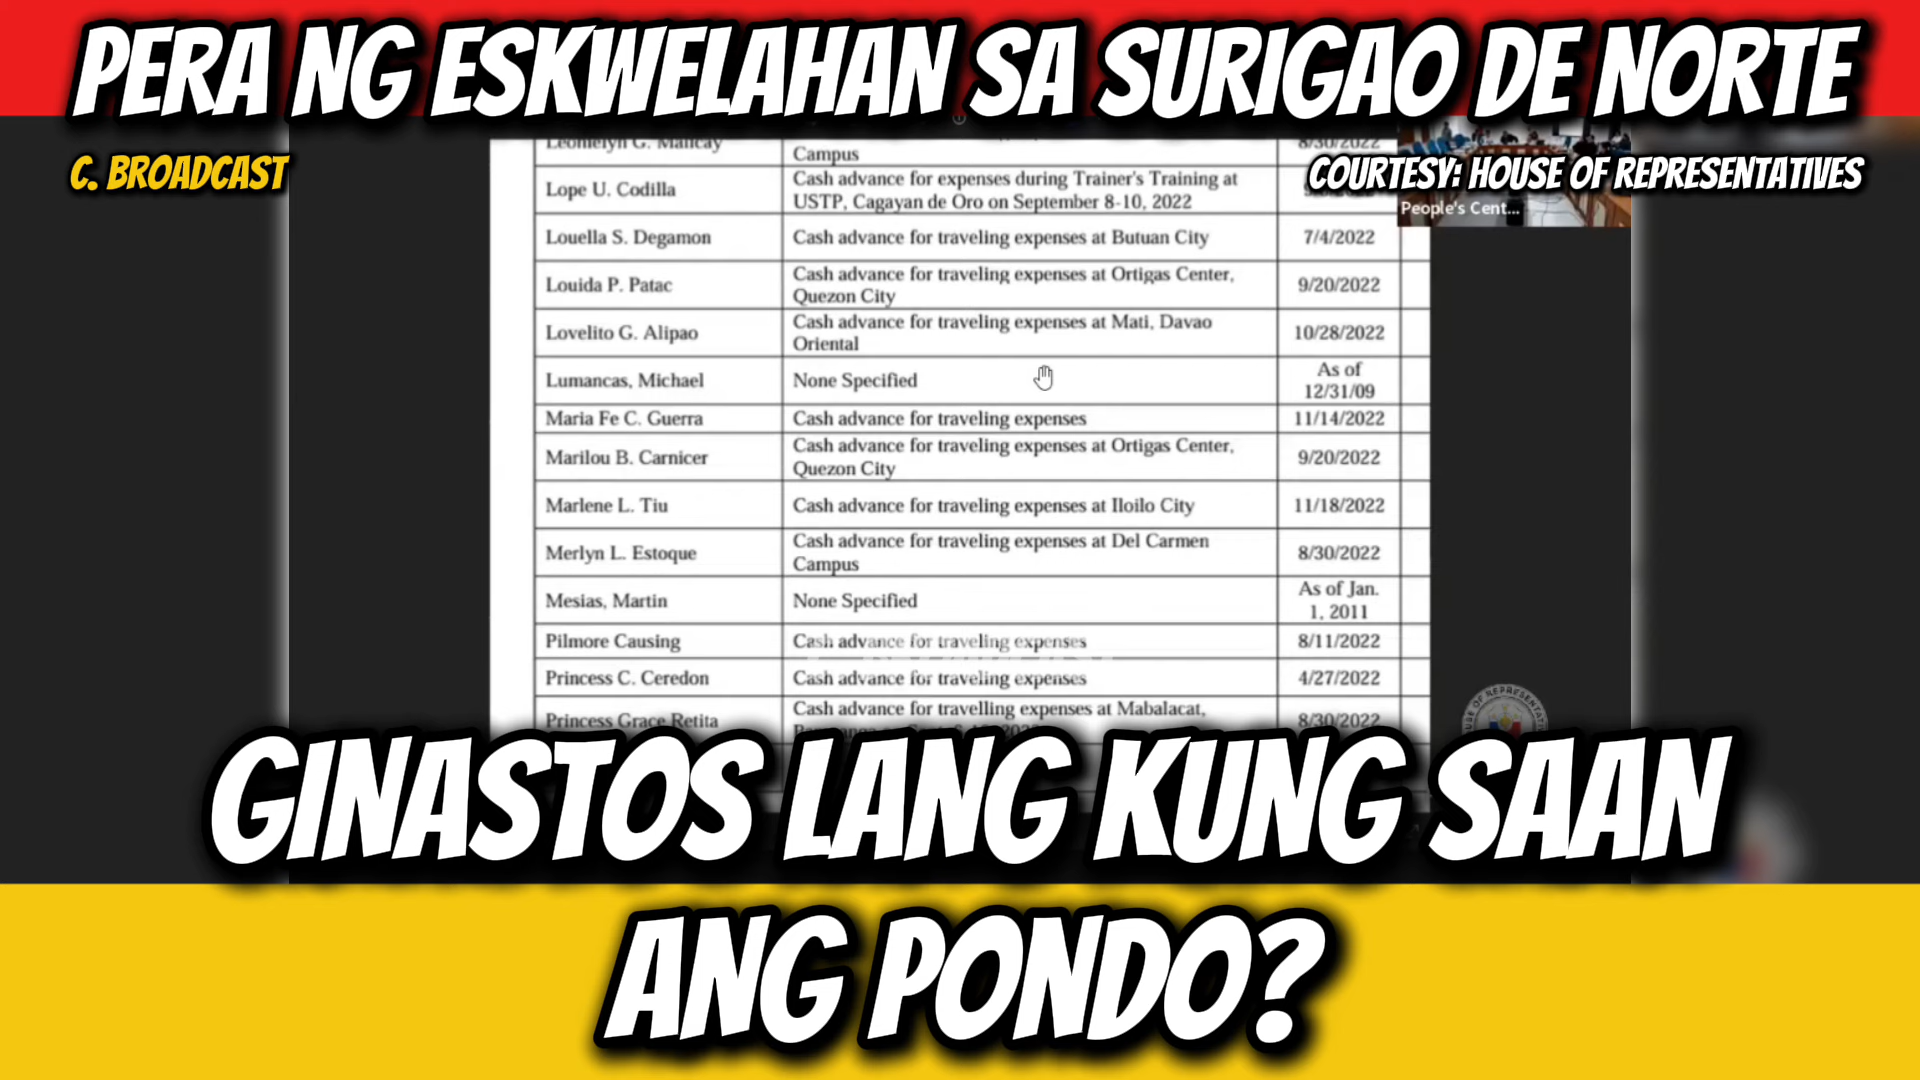 PERA NG ESKWELAHAN SA SURIGAO DE NORTE
C. BROADCAST
COURTESY: HOUSE OF REPRESENTATIVES
People's Cent...
Leomelyn G. Malicay
Campus
8/30/2022
Lope U. Codilla
Cash advance for expenses during Trainer's Training at
USTP, Cagayan de Oro on September 8-10, 2022
Louella S. Degamon
Cash advance for traveling expenses at Butuan City
7/4/2022
Louida P. Patac
Cash advance for traveling expenses at Ortigas Center,
Quezon City
9/20/2022
Lovelito G. Alipao
Cash advance for traveling expenses at Mati, Davao
Oriental
10/28/2022
Lumancas, Michael
None Specified
As of
12/31/09
Maria Fe C. Guerra
Cash advance for traveling expenses
11/14/2022
Marilou B. Carnicer
Cash advance for traveling expenses at Ortigas Center,
Quezon City
9/20/2022
Marlene L. Tiu
Cash advance for traveling expenses at Iloilo City
11/18/2022
Merlyn L. Estoque
Cash advance for traveling expenses at Del Carmen
Campus
8/30/2022
Mesias, Martin
None Specified
As of Jan.
1, 2011
Pilmore Causing
Cash advance for traveling expenses
8/11/2022
Princess C. Ceredon
Cash advance for traveling expenses
4/27/2022
Princess Grace Retita
Cash advance for travelling expenses at Mabalacat,
8/30/2022
GINASTOS LANG KUNG SAAN
ANG PONDO?